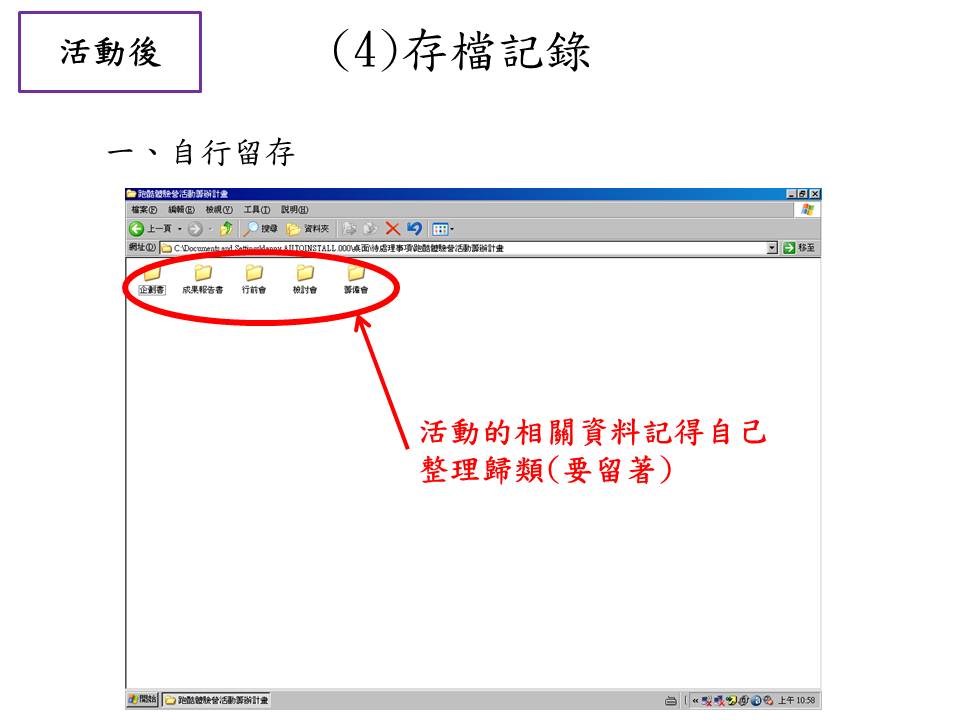 活動後
(4)存檔記錄
一、自行留存
跑酷體驗營活動籌辦計畫
檔案(F) 編輯(E) 檢視(V) 工具(T) 說明(H)
上一頁 搜尋 資料夾
網址(D) C:\Documents and Settings\danny.AUTOINSTALL.000\桌面\待處理事項\跑酷體驗營活動籌辦計畫 移至
企劃書 成果報告書 行前會 檢討會 籌備會
活動的相關資料記得自己
整理歸類(要留著)
開始 跑酷體驗營活動籌辦計畫 « 上午 10:58